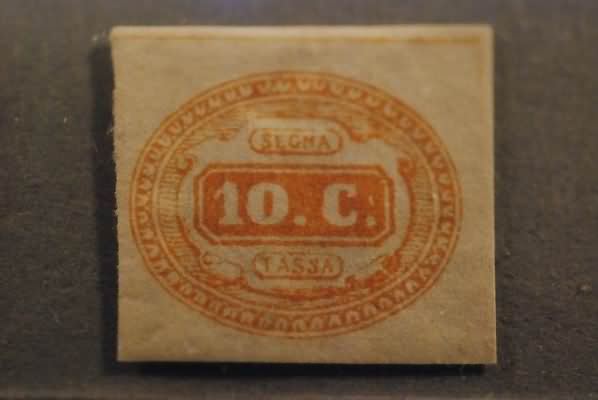 SEGNA
10. C.
TASSA